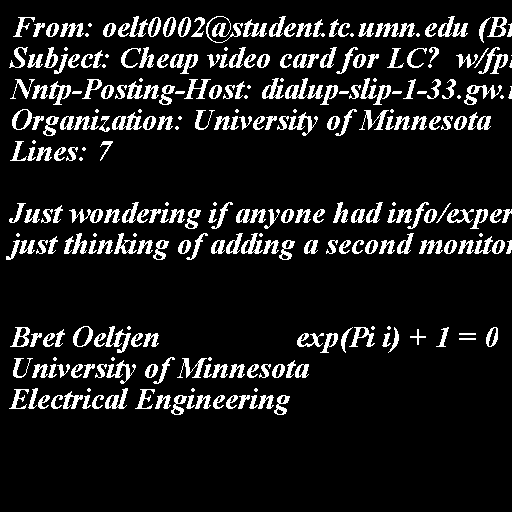 From: oelt0002@student.tc.umn.edu (Br
Subject: Cheap video card for LC? w/fp
Nntp-Posting-Host: dialup-slip-1-33.gw.
Organization: University of Minnesota
Lines: 7
Just wondering if anyone had info/exper
just thinking of adding a second monitor
Bret Oeltjen exp(Pi i) + 1 = 0
University of Minnesota
Electrical Engineering